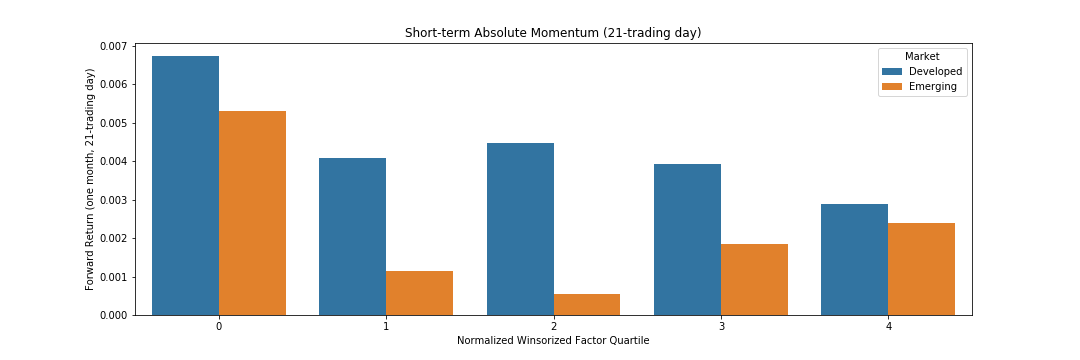 Short-term Absolute Momentum (21-trading day)
Forward Return (one month, 21-trading day)
0.007
0.006
0.005
0.004
0.003
0.002
0.001
0.000
Market
Developed
Emerging
0 1 2 3 4
Normalized Winsorized Factor Quartile